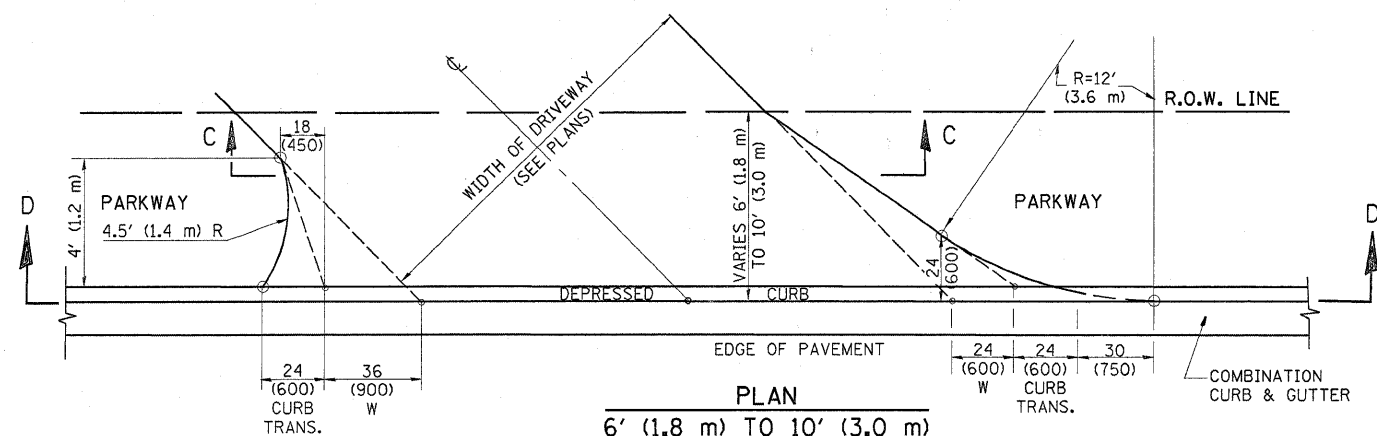 ℄
WIDTH OF DRIVEWAY
(SEE PLANS)
R=12'
(3.6 m)
R.O.W. LINE
C
18
(450)
C
D
4' (1.2 m)
PARKWAY
4.5' (1.4 m) R
VARIES 6' (1.8 m)
TO 10' (3.0 m)
PARKWAY
D
24
(600)
DEPRESSED CURB
EDGE OF PAVEMENT
24
(600)
CURB
TRANS.
36
(900)
W
24
(600)
W
24
(600)
CURB
TRANS.
30
(750)
COMBINATION
CURB & GUTTER
PLAN
6' (1.8 m) TO 10' (3.0 m)